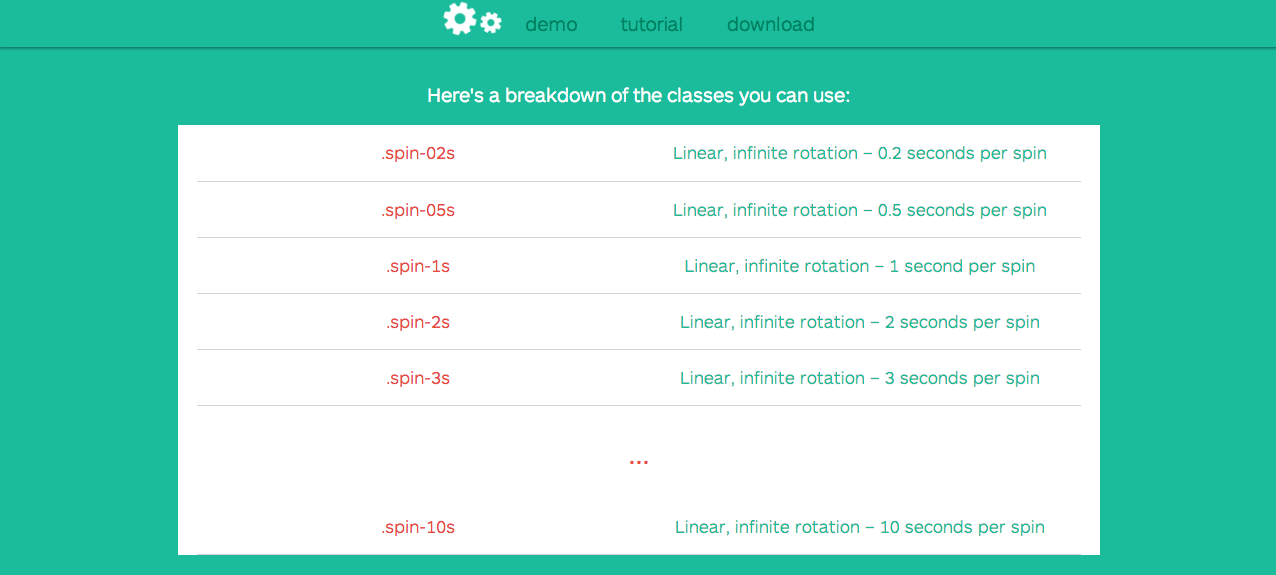 demo tutorial download
Here's a breakdown of the classes you can use:
.spin-02s Linear, infinite rotation – 0.2 seconds per spin
.spin-05s Linear, infinite rotation – 0.5 seconds per spin
.spin-1s Linear, infinite rotation – 1 second per spin
.spin-2s Linear, infinite rotation – 2 seconds per spin
.spin-3s Linear, infinite rotation – 3 seconds per spin
...
.spin-10s Linear, infinite rotation – 10 seconds per spin